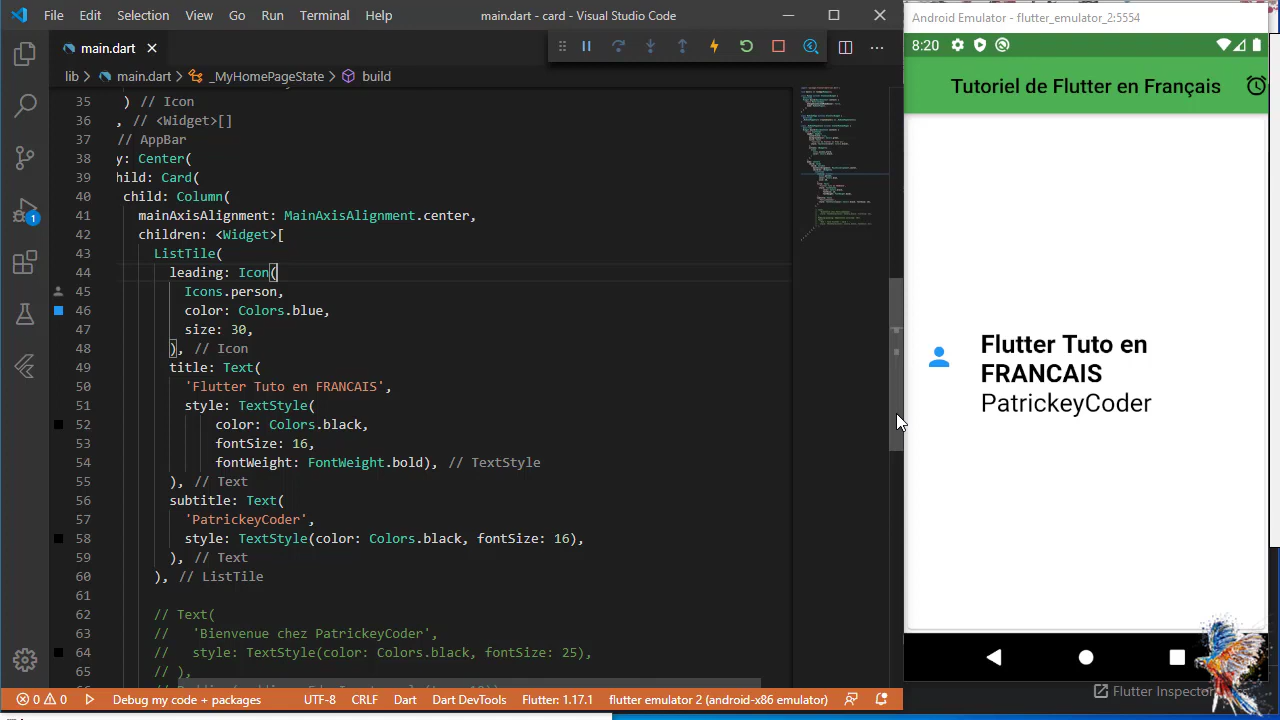 File Edit Selection View Go Run Terminal Help main.dart - cards - Visual Studio Code
main.dart
lib > main.dart > _MyHomePageState > build
35 // Icon
36 // <Widget>[]
37 .appBar
38 enter(
39 Card(
40 Column(
41 mainAxisAlignment: MainAxisAlignment.center,
42 children: <Widget>[
43 ListTile(
44 leading: Icon(
45 Icons.person,
46 color: Colors.blue,
47 size: 30,
48 ), // Icon
49 title: Text(
50 'Flutter Tuto en FRANCAIS',
51 style: TextStyle(
52 color: Colors.black,
53 fontSize: 16,
54 fontWeight: FontWeight.bold), // TextStyle
55 ), // Text
56 subtitle: Text(
57 'PatrickeyCoder',
58 style: TextStyle(color: Colors.black, fontSize: 16),
59 ), // Text
60 ), // ListTile
61
62 // Text(
63 // 'Bienvenue chez PatrickeyCoder',
64 // style: TextStyle(color: Colors.black, fontSize: 15),
65 // ),
1
0 0 Debug my code + packages UTF-8 CRLF Dart Dart DevTools Flutter: 1.17.1 flutter emulator 2 (android-x86 emulator)
Android Emulator - flutter_emulator_2:5554
8:20
Tutoriel de Flutter en Français
Flutter Tuto en
FRANCAIS
PatrickeyCoder
Flutter Inspector